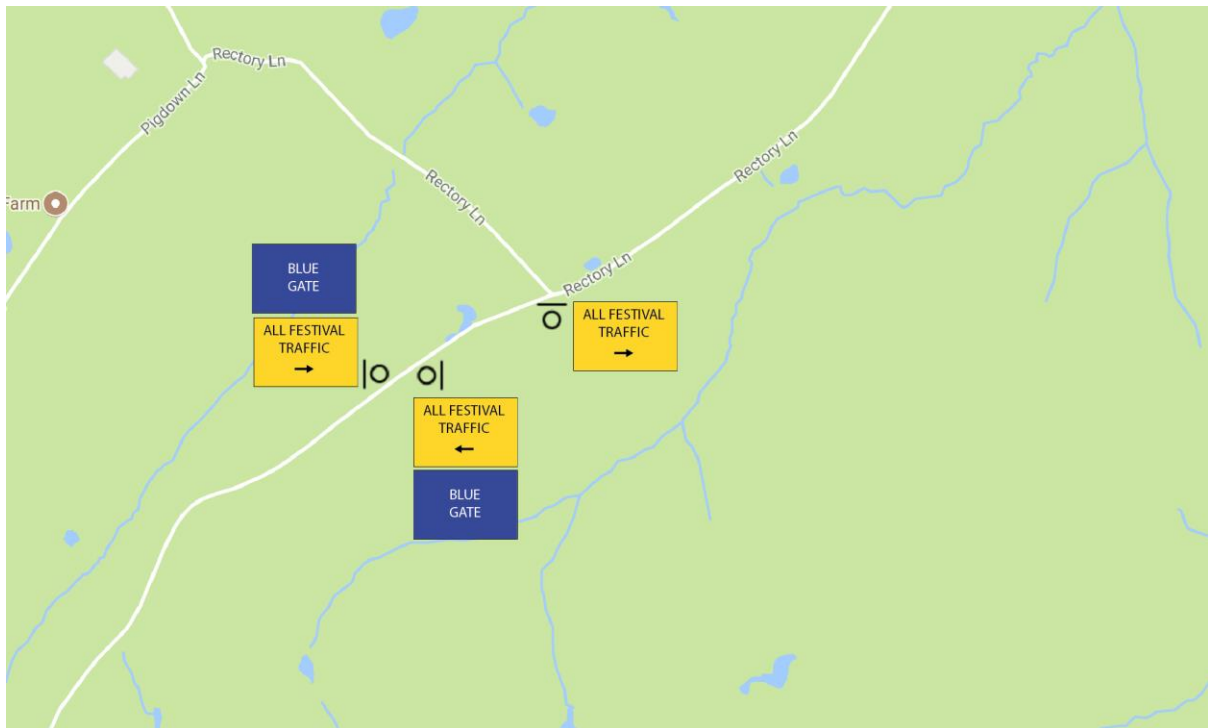 Rectory Ln
Pigdown Ln
Rectory Ln
Rectory Ln
Farm
Rectory Ln
BLUE
GATE
ALL FESTIVAL
TRAFFIC
→
ALL FESTIVAL
TRAFFIC
→
ALL FESTIVAL
TRAFFIC
←
BLUE
GATE